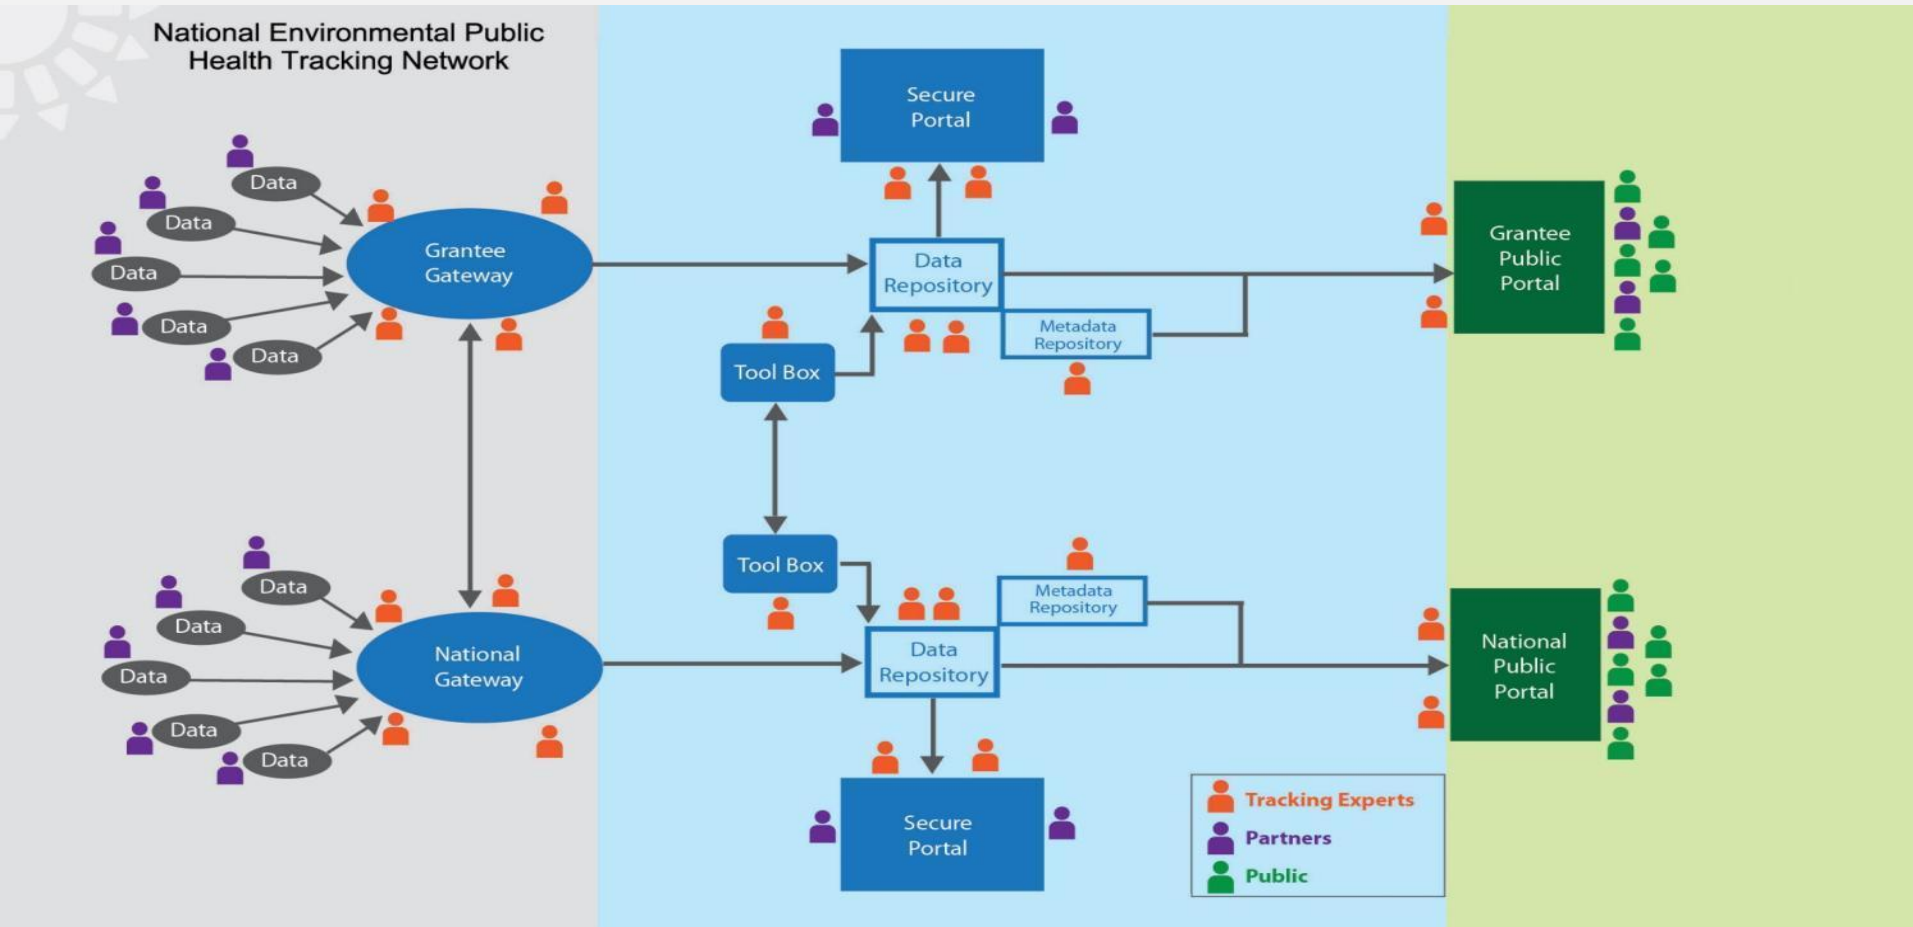 National Environmental Public
Health Tracking Network
Secure
Portal
Data
Data
Data
Data
Data
Grantee
Gateway
Data
Repository
Metadata
Repository
Tool Box
Grantee
Public
Portal
Tool Box
Data
Data
Data
Data
Data
National
Gateway
Metadata
Repository
Data
Repository
National
Public
Portal
Secure
Portal
Tracking Experts
Partners
Public